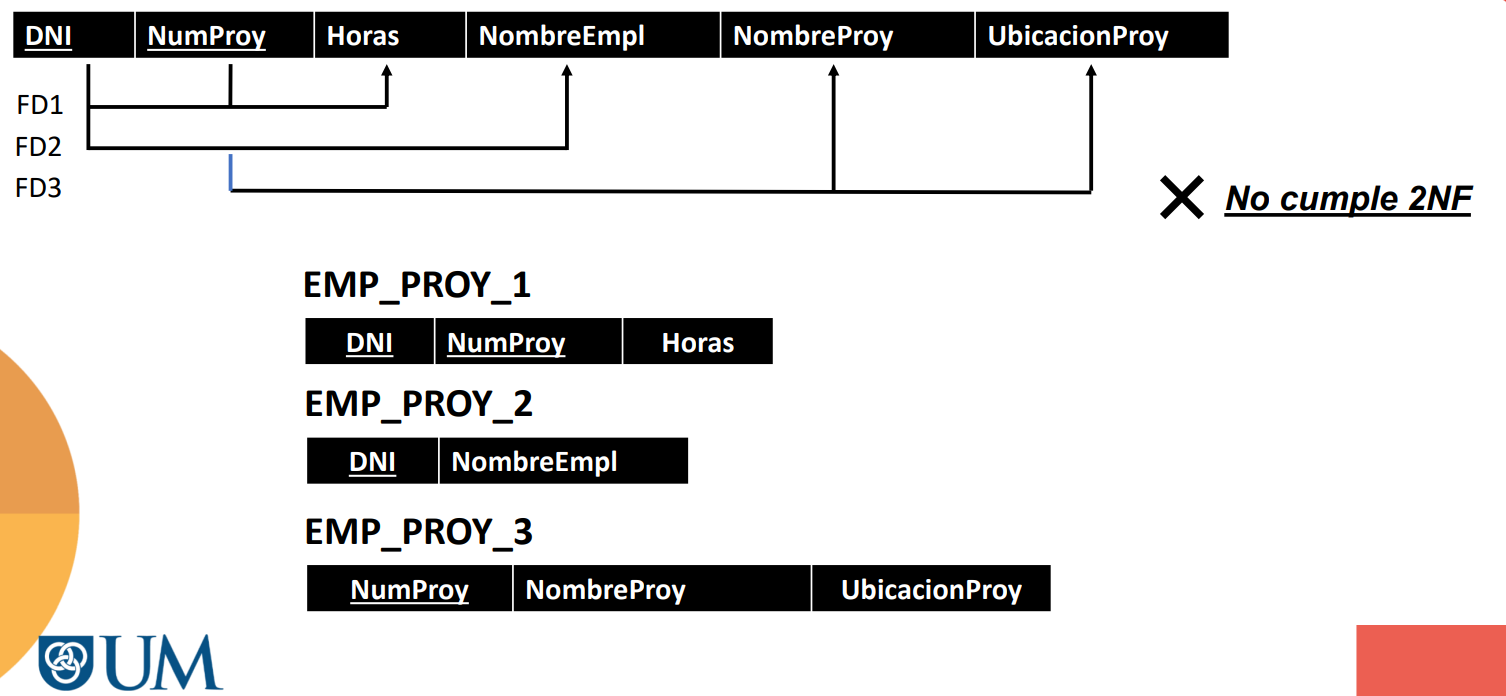 DNI NumProy Horas NombreEmpl NombreProy UbicacionProy
FD1
FD2
FD3
No cumple 2NF
EMP_PROY_1
DNI NumProy Horas
EMP_PROY_2
DNI NombreEmpl
EMP_PROY_3
NumProy NombreProy UbicacionProy
UM